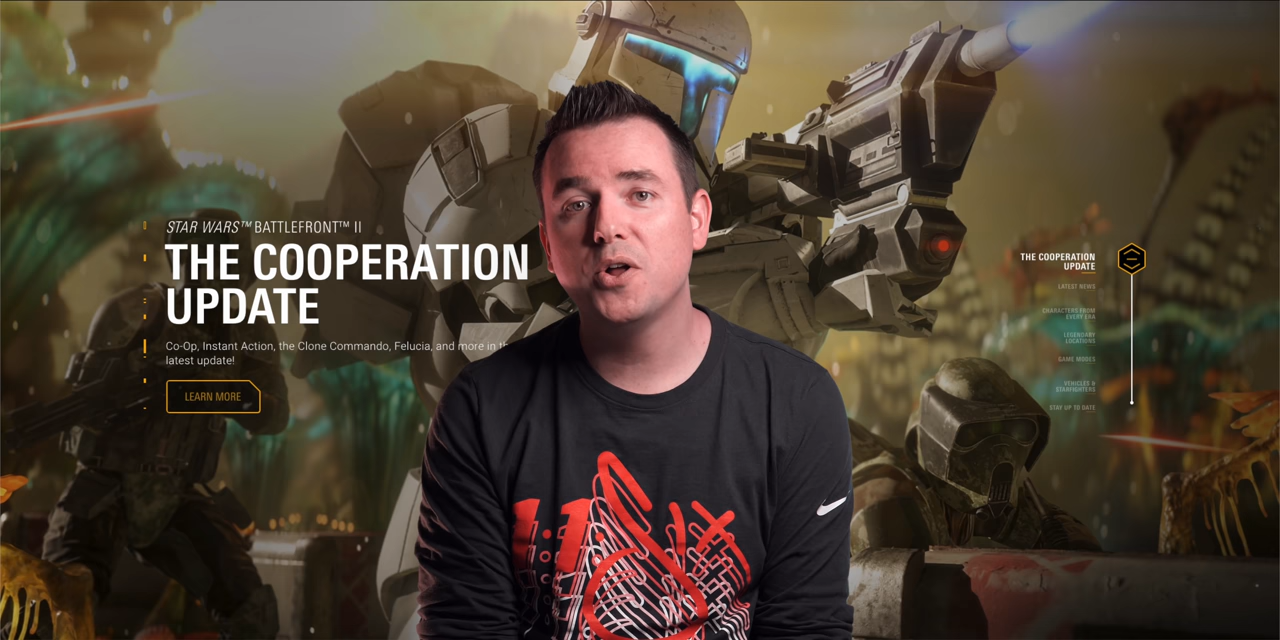 STAR WARS™ BATTLEFRONT™ II
THE COOPERATION
UPDATE
Co-Op, Instant Action, the Clone Commando, Felucia, and more in th
latest update!
LEARN MORE
THE COOPERATION
UPDATE
LATEST NEWS
CHARACTERS FROM
EVERY ERA
LEGENDARY
LOCATIONS
GAME MODES
VEHICLES &
STARFIGHTERS
STAY UP TO DATE